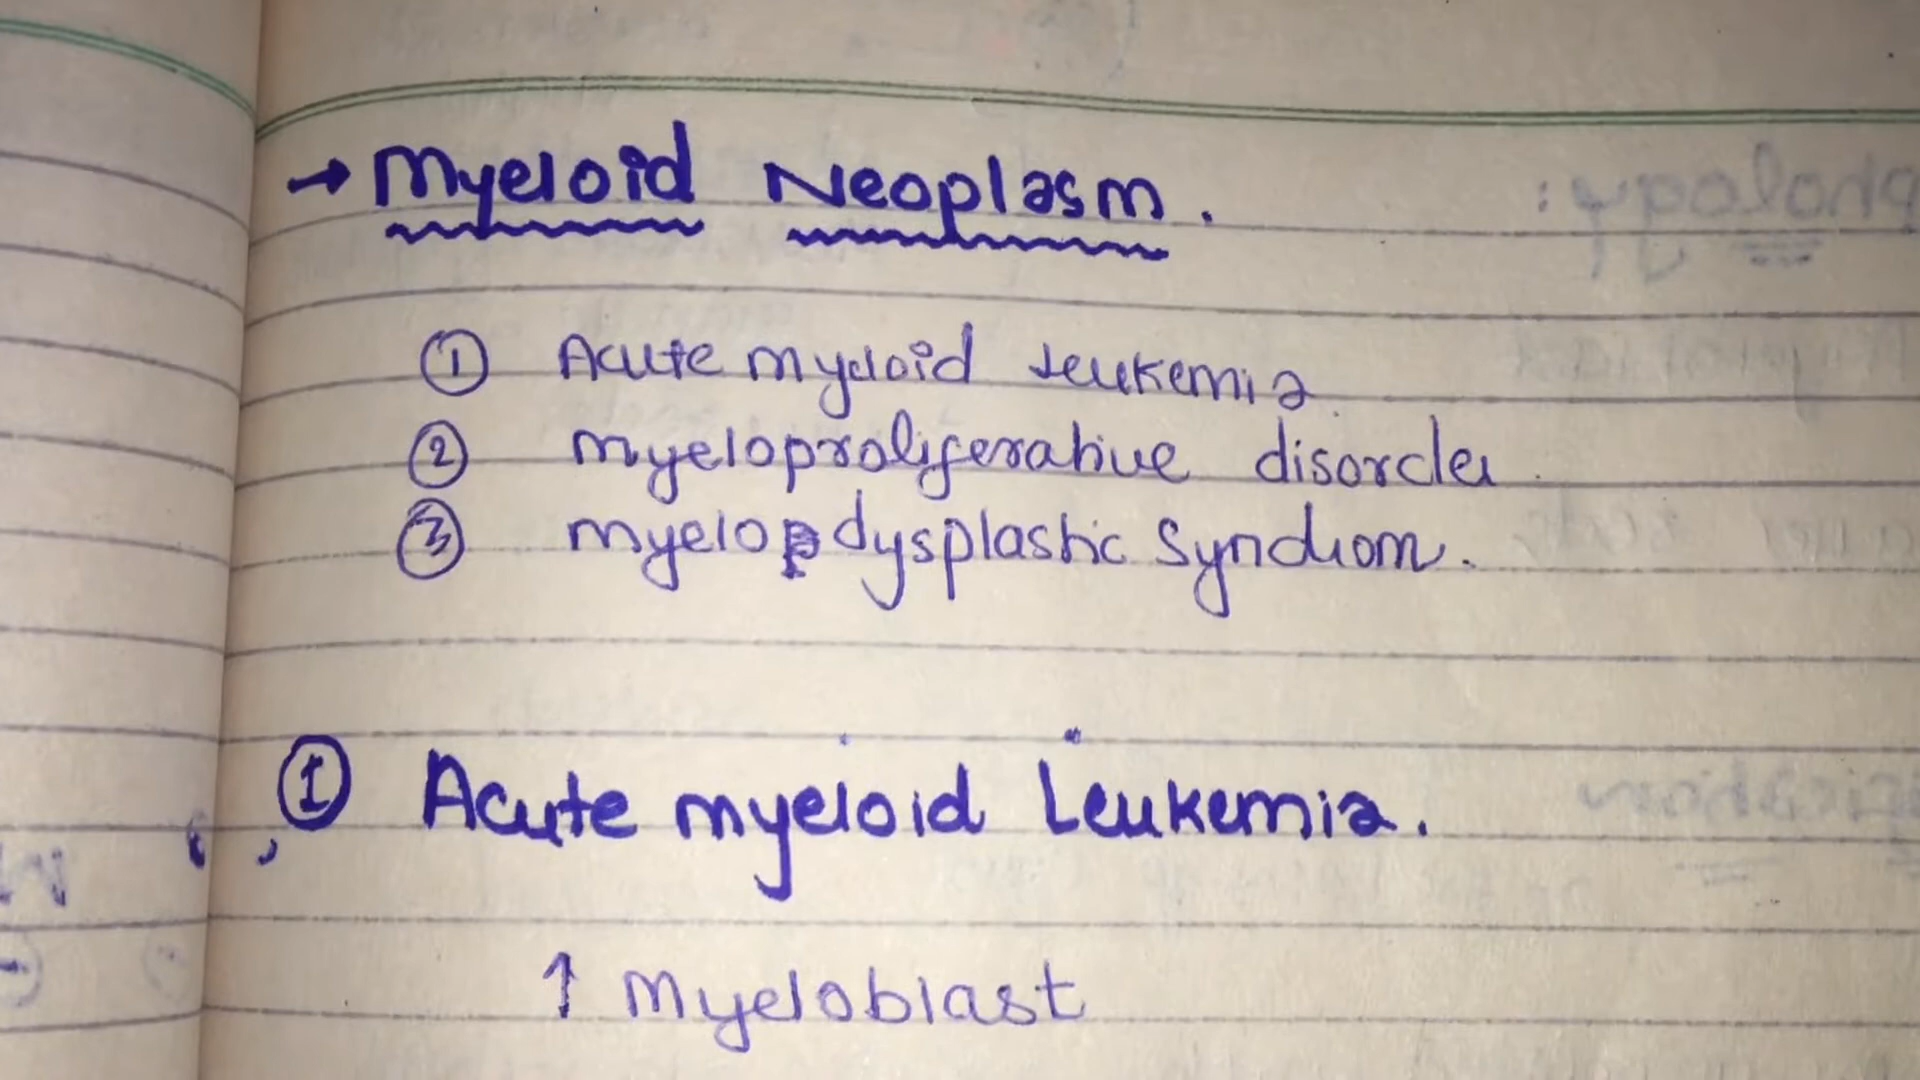 → Myeloid Neoplasm.
① Acute myeloid leukemia.
② myeloproliferative disorder.
③ myelodysplastic Syndrom.
① Acute myeloid Leukemia.
↑ Myeloblast